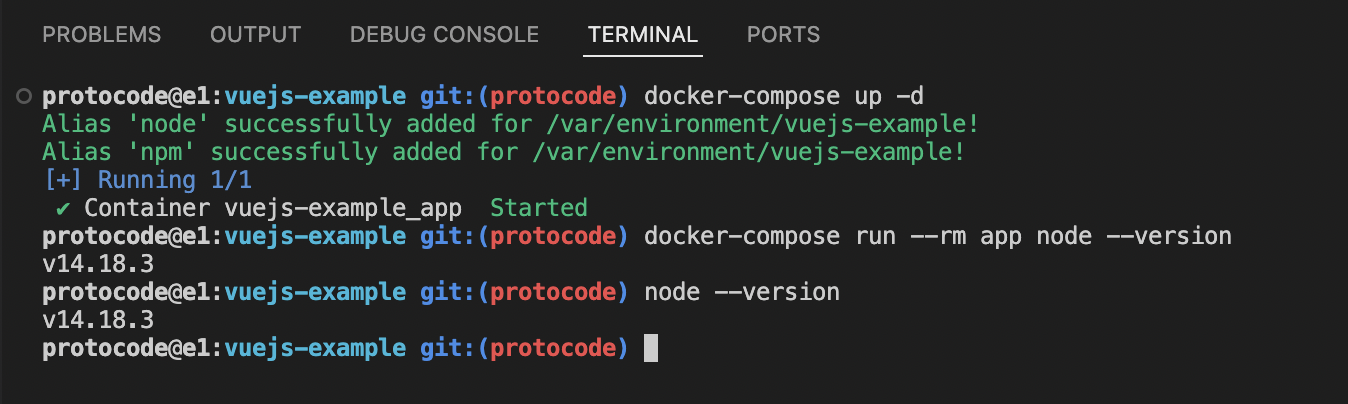 PROBLEMS OUTPUT DEBUG CONSOLE TERMINAL PORTS
protocode@e1:vuejs-example git:(protocode) docker-compose up -d
Alias 'node' successfully added for /var/environment/vuejs-example!
Alias 'npm' successfully added for /var/environment/vuejs-example!
[+] Running 1/1
✔ Container vuejs-example_app Started
protocode@e1:vuejs-example git:(protocode) docker-compose run --rm app node --version
v14.18.3
protocode@e1:vuejs-example git:(protocode) node --version
v14.18.3
protocode@e1:vuejs-example git:(protocode)